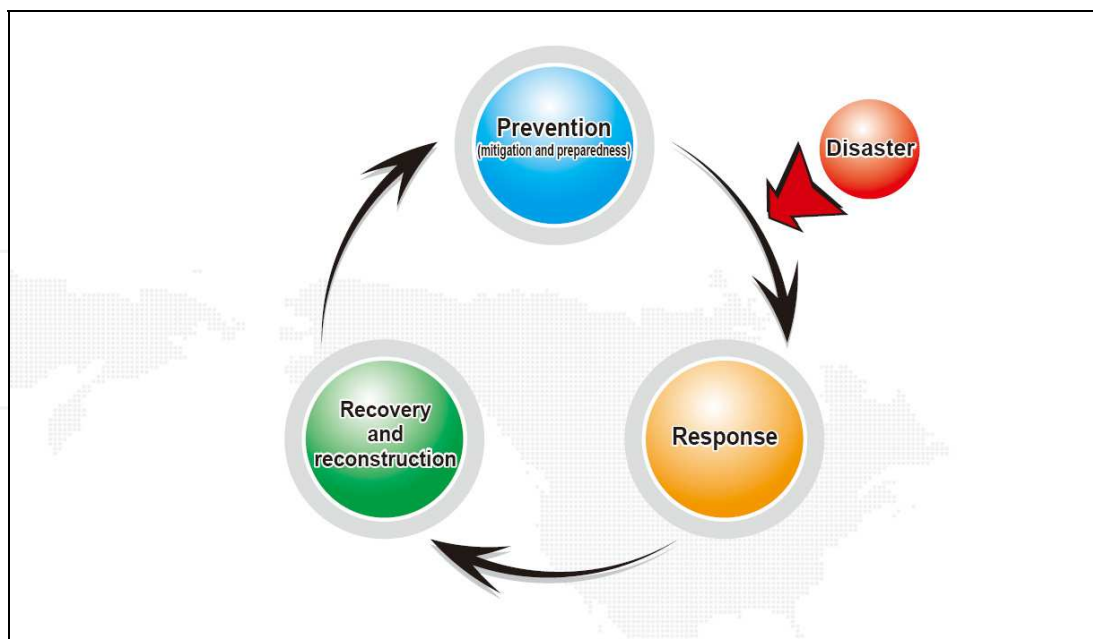 Prevention
(mitigation and preparedness)
Disaster
Recovery
and
reconstruction
Response